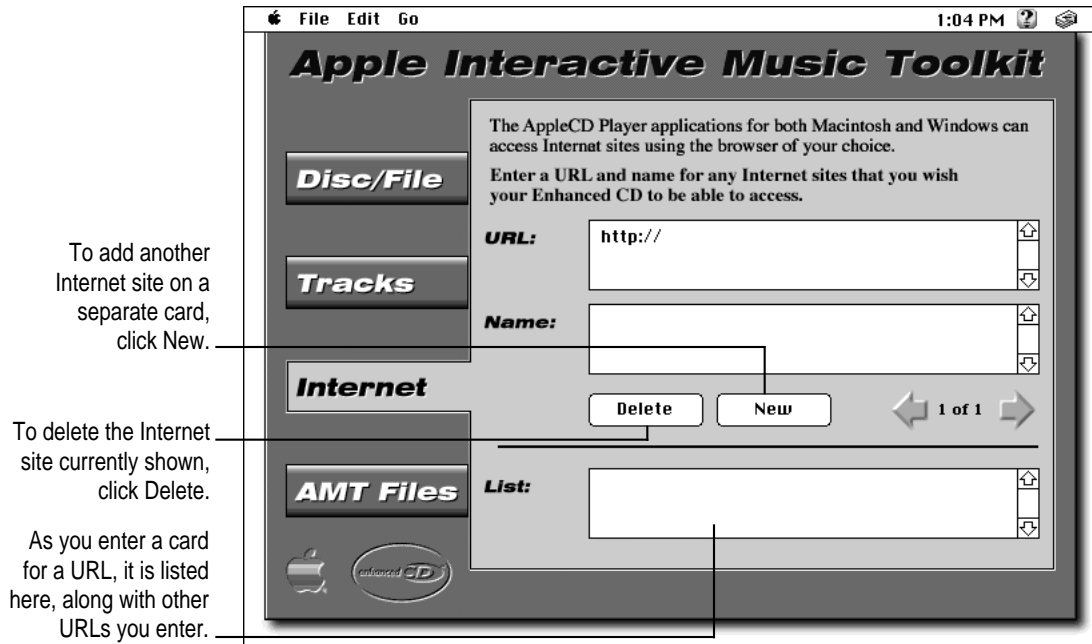 File Edit Go 1:04 PM
Apple Interactive Music Toolkit
The AppleCD Player applications for both Macintosh and Windows can
access Internet sites using the browser of your choice.
Enter a URL and name for any Internet sites that you wish
your Enhanced CD to be able to access.
Disc/File
URL: http://
Tracks
Name:
Internet
Delete New 1 of 1
AMT Files
List:
enhanced CD
To add another
Internet site on a
separate card,
click New.
To delete the Internet
site currently shown,
click Delete.
As you enter a card
for a URL, it is listed
here, along with other
URLs you enter.